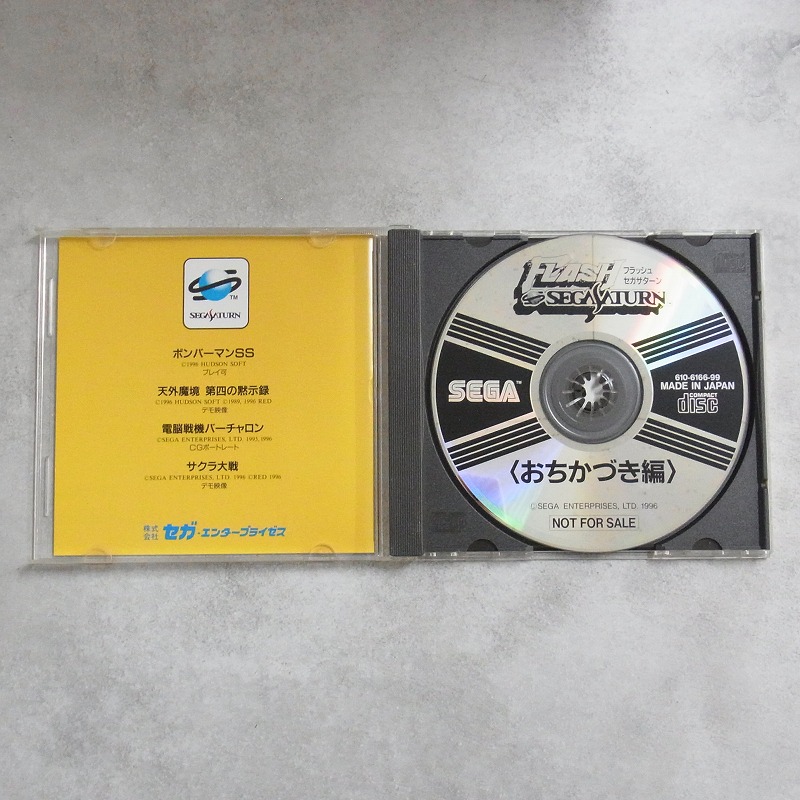 SEGA SATURN
TM
ボンバーマンSS
©1996 HUDSON SOFT
プレイ可
天外魔境 第四の黙示録
©1996 HUDSON SOFT ©1989, 1996 RED
デモ映像
電脳戦機バーチャロン
©SEGA ENTERPRISES, LTD. 1995, 1996
CGポートレート
サクラ大戦
©SEGA ENTERPRISES, LTD. 1996 ©RED 1996
デモ映像
株式会社 セガ・エンタープライゼス
FLASH
フラッシュ
セガサターン
SEGA SATURN
SEGA™
610-6166-99
MADE IN JAPAN
COMPACT
disc
〈おちかづき編〉
©SEGA ENTERPRISES, LTD. 1996
NOT FOR SALE